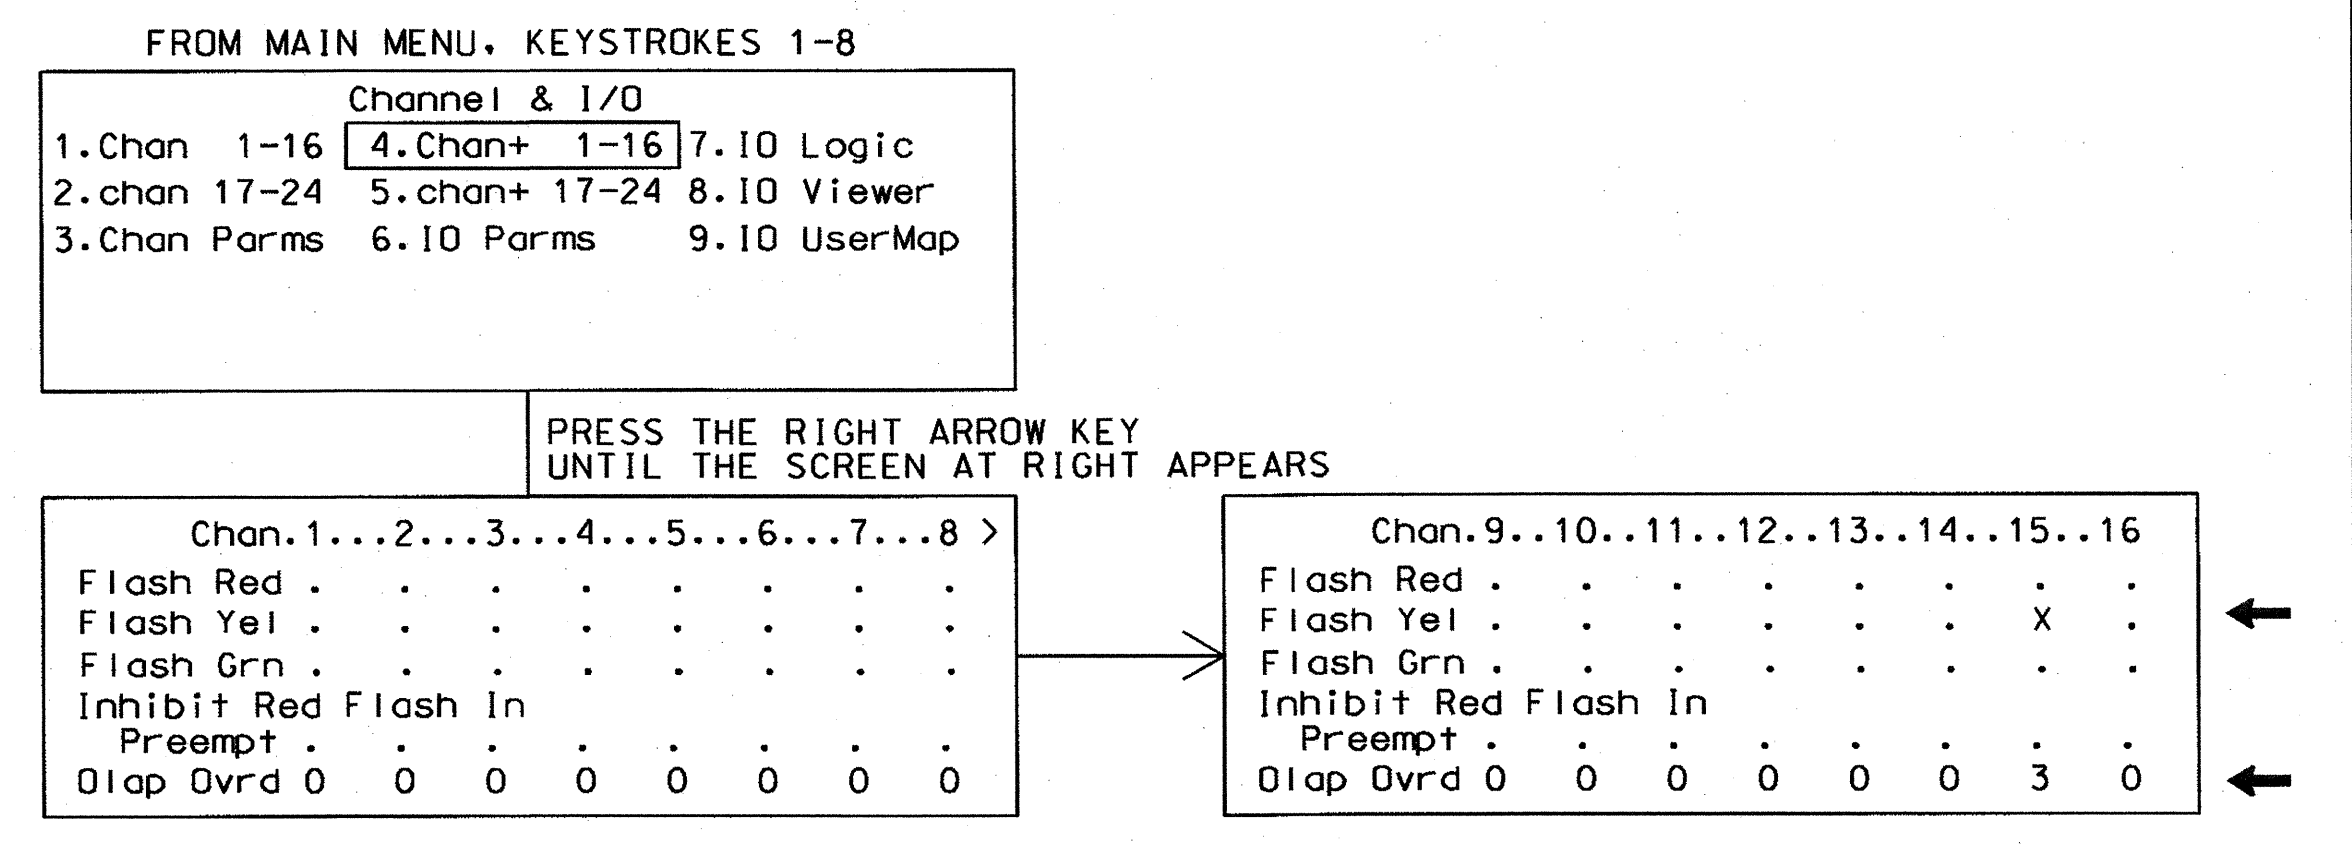 FROM MAIN MENU, KEYSTROKES 1-8
Channel & I/O
1.Chan 1-16 4.Chan+ 1-16 7.IO Logic
2.chan 17-24 5.chan+ 17-24 8.IO Viewer
3.Chan Parms 6.IO Parms 9.IO UserMap
PRESS THE RIGHT ARROW KEY
UNTIL THE SCREEN AT RIGHT APPEARS
Chan.1...2...3...4...5...6...7...8 >
Flash Red . . . . . . . .
Flash Yel . . . . . . . .
Flash Grn . . . . . . . .
Inhibit Red Flash In
Preempt . . . . . . . .
Olap Ovrd 0 0 0 0 0 0 0 0
Chan.9..10..11..12..13..14..15..16
Flash Red . . . . . . . .
Flash Yel . . . . . . X .
Flash Grn . . . . . . . .
Inhibit Red Flash In
Preempt . . . . . . . .
Olap Ovrd 0 0 0 0 0 0 3 0